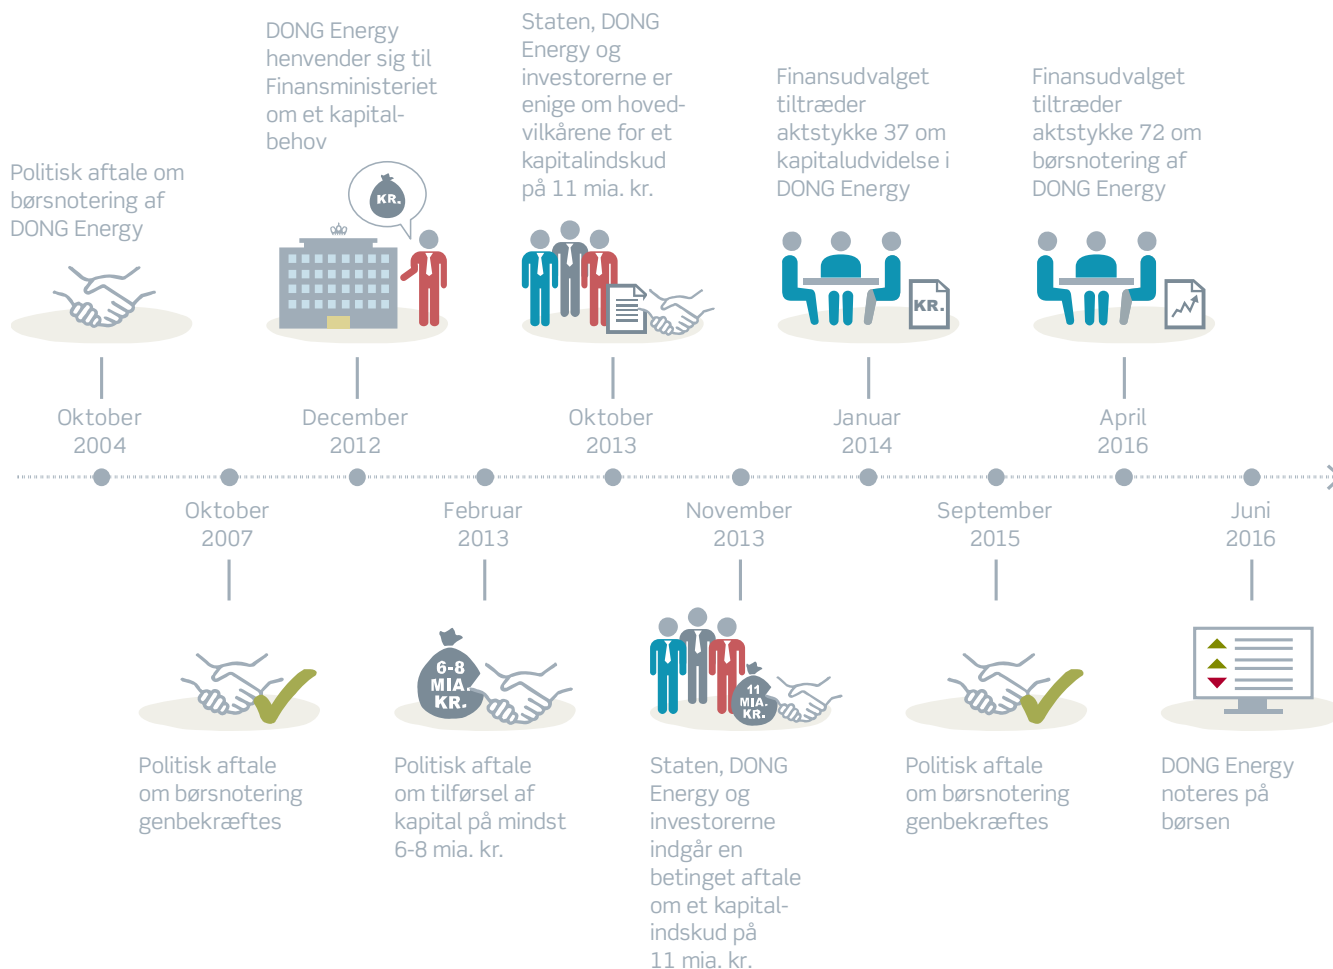 Politisk aftale om
børsnotering af
DONG Energy
Oktober
2004
Oktober
2007
Politisk aftale
om børsnotering
genbekræftes
DONG Energy
henvender sig til
Finansministeriet
om et kapital-
behov
KR.
December
2012
Februar
2013
6-8
MIA.
KR.
Politisk aftale
om tilførsel af
kapital på mindst
6-8 mia. kr.
Staten, DONG
Energy og
investorerne er
enige om hoved-
vilkårene for et
kapitalindskud
på 11 mia. kr.
Oktober
2013
November
2013
11
MIA.
KR.
Staten, DONG
Energy og
investorerne
indgår en
betinget aftale
om et kapital-
indskud på
11 mia. kr.
Finansudvalget
tiltræder
aktstykke 37 om
kapitaludvidelse i
DONG Energy
KR.
Januar
2014
September
2015
Politisk aftale
om børsnotering
genbekræftes
Finansudvalget
tiltræder
aktstykke 72 om
børsnotering af
DONG Energy
April
2016
Juni
2016
DONG Energy
noteres på
børsen